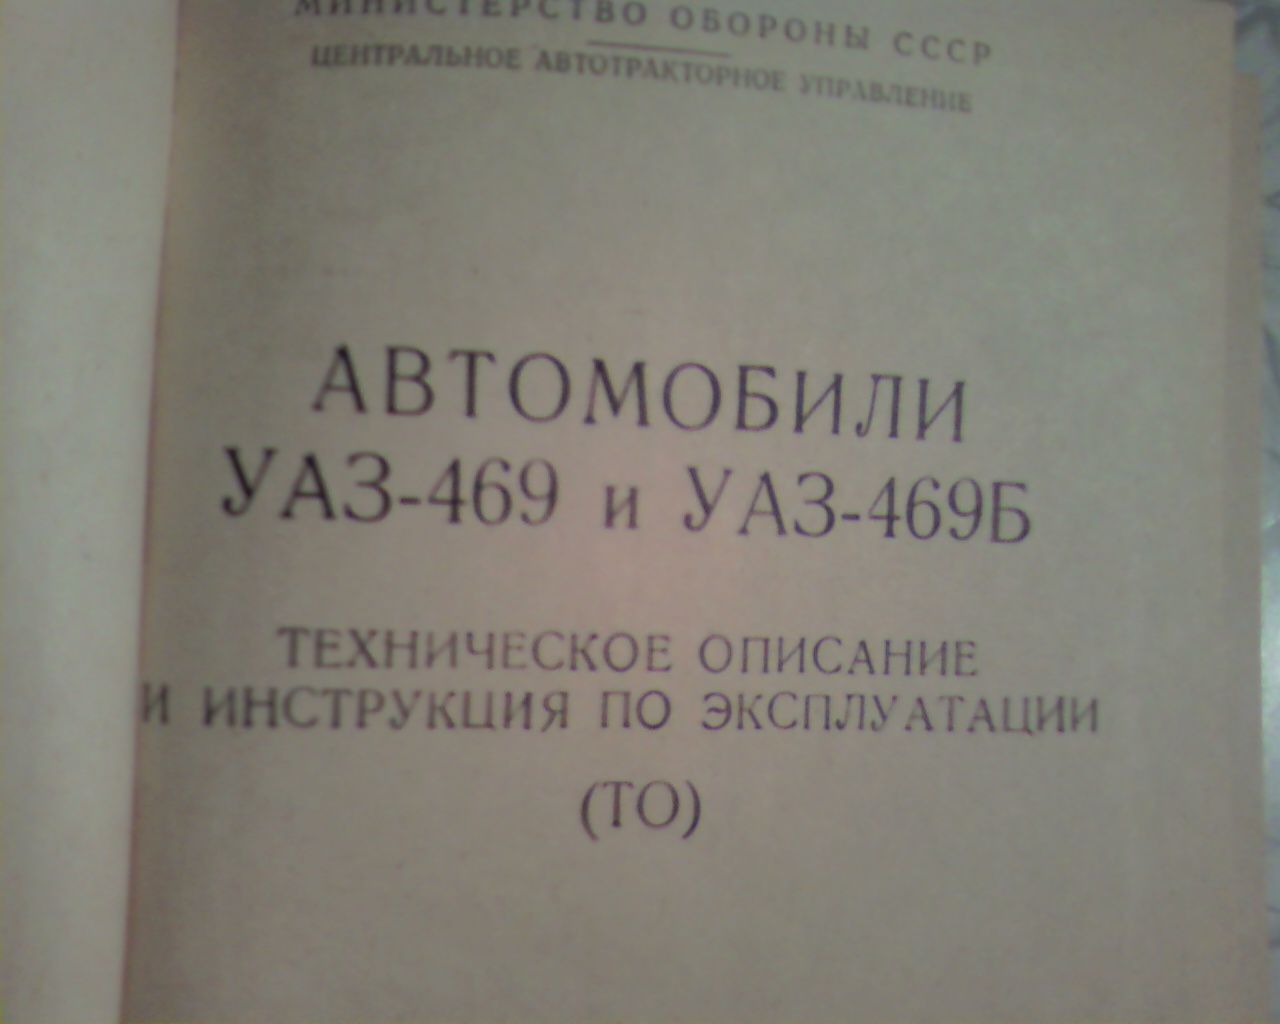 МИНИСТЕРСТВО ОБОРОНЫ СССР
ЦЕНТРАЛЬНОЕ АВТОТРАКТОРНОЕ УПРАВЛЕНИЕ
АВТОМОБИЛИ
УАЗ-469 и УАЗ-469Б
ТЕХНИЧЕСКОЕ ОПИСАНИЕ
И ИНСТРУКЦИЯ ПО ЭКСПЛУАТАЦИИ
(ТО)